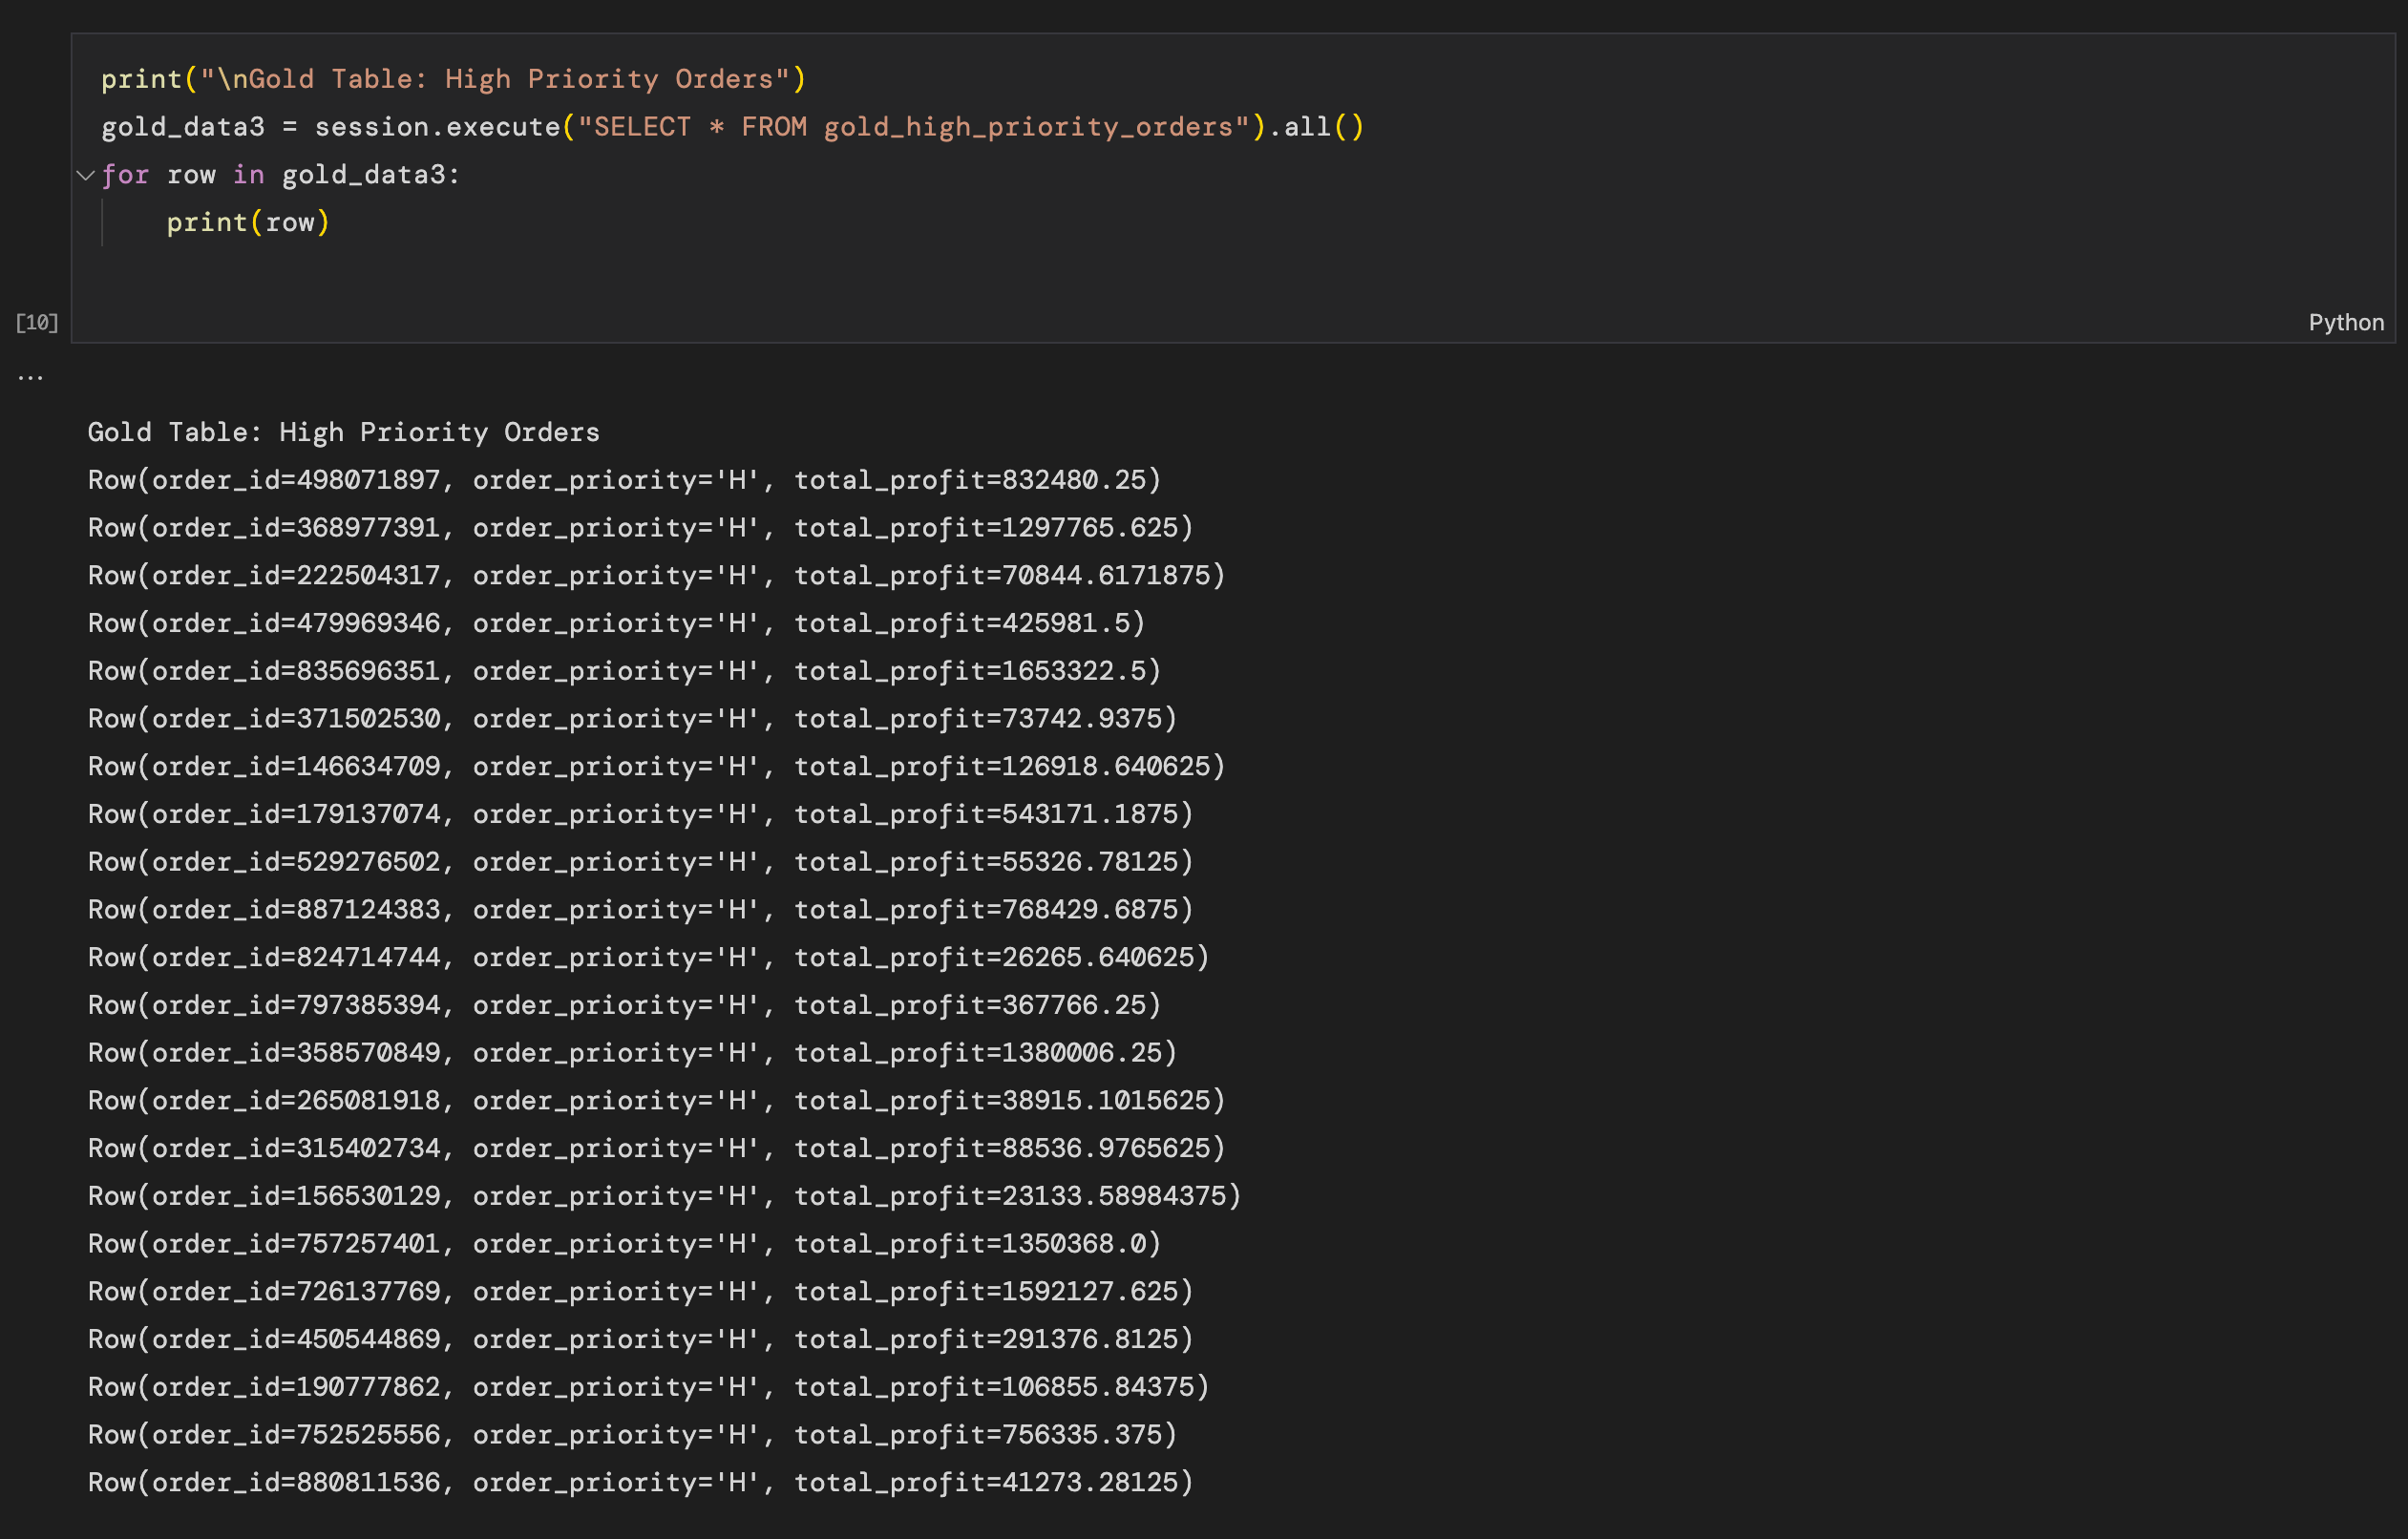 print("\nGold Table: High Priority Orders")
gold_data3 = session.execute("SELECT * FROM gold_high_priority_orders").all()
for row in gold_data3:
    print(row)
[10]
Python
...
Gold Table: High Priority Orders
Row(order_id=498071897, order_priority='H', total_profit=832480.25)
Row(order_id=368977391, order_priority='H', total_profit=1297765.625)
Row(order_id=222504317, order_priority='H', total_profit=70844.6171875)
Row(order_id=479969346, order_priority='H', total_profit=425981.5)
Row(order_id=835696351, order_priority='H', total_profit=1653322.5)
Row(order_id=371502530, order_priority='H', total_profit=73742.9375)
Row(order_id=146634709, order_priority='H', total_profit=126918.640625)
Row(order_id=179137074, order_priority='H', total_profit=543171.1875)
Row(order_id=529276502, order_priority='H', total_profit=55326.78125)
Row(order_id=887124383, order_priority='H', total_profit=768429.6875)
Row(order_id=824714744, order_priority='H', total_profit=26265.640625)
Row(order_id=797385394, order_priority='H', total_profit=367766.25)
Row(order_id=358570849, order_priority='H', total_profit=1380006.25)
Row(order_id=265081918, order_priority='H', total_profit=38915.1015625)
Row(order_id=315402734, order_priority='H', total_profit=88536.9765625)
Row(order_id=156530129, order_priority='H', total_profit=23133.58984375)
Row(order_id=757257401, order_priority='H', total_profit=1350368.0)
Row(order_id=726137769, order_priority='H', total_profit=1592127.625)
Row(order_id=450544869, order_priority='H', total_profit=291376.8125)
Row(order_id=190777862, order_priority='H', total_profit=106855.84375)
Row(order_id=752525556, order_priority='H', total_profit=756335.375)
Row(order_id=880811536, order_priority='H', total_profit=41273.28125)